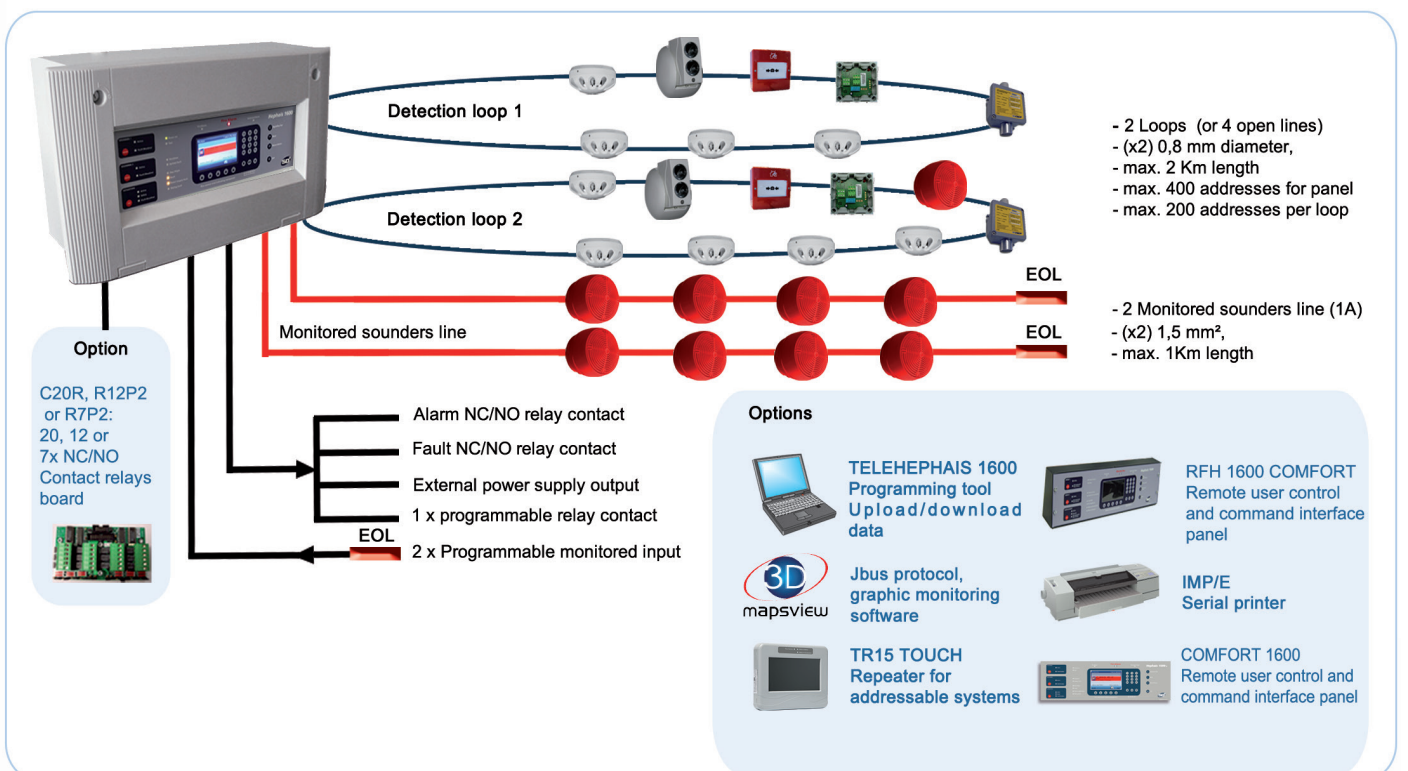 Detection loop 1
Detection loop 2
- 2 Loops (or 4 open lines)
- (x2) 0,8 mm diameter,
- max. 2 Km length
- max. 400 addresses for panel
- max. 200 addresses per loop
EOL
Monitored sounders line
EOL
- 2 Monitored sounders line (1A)
- (x2) 1,5 mm²,
- max. 1Km length
Option
C20R, R12P2
or R7P2:
20, 12 or
7x NC/NO
Contact relays
board
Alarm NC/NO relay contact
Fault NC/NO relay contact
External power supply output
1 x programmable relay contact
EOL
2 x Programmable monitored input
Options
TELEHEPHAIS 1600
Programming tool
Upload/download
data
RFH 1600 COMFORT
Remote user control
and command interface
panel
3D
mapsview
Jbus protocol,
graphic monitoring
software
IMP/E
Serial printer
TR15 TOUCH
Repeater for
addressable systems
COMFORT 1600
Remote user control and
command interface panel